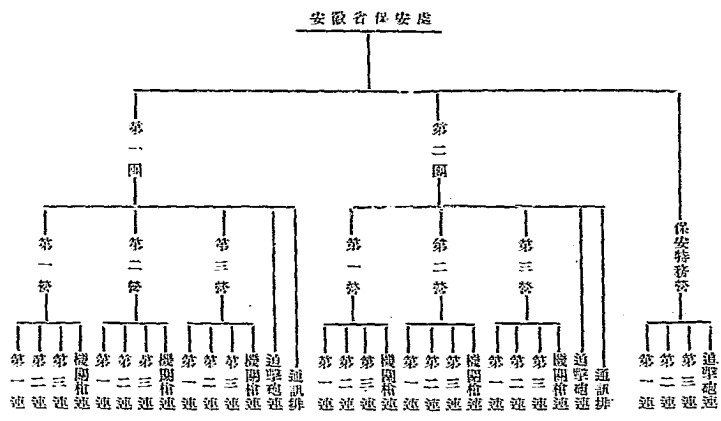 安徽省保安處
第一團
第二團
保安特務營
第一營
第二營
第三營
第一營
第二營
第三營
第一連
第二連
第三連
機關槍連
第一連
第二連
第三連
機關槍連
第一連
第二連
第三連
機關槍連
迫擊砲連
通訊排
第一連
第二連
第三連
機關槍連
第一連
第二連
第三連
機關槍連
第一連
第二連
第三連
機關槍連
迫擊砲連
通訊排
第一連
第二連
第三連
迫擊砲連